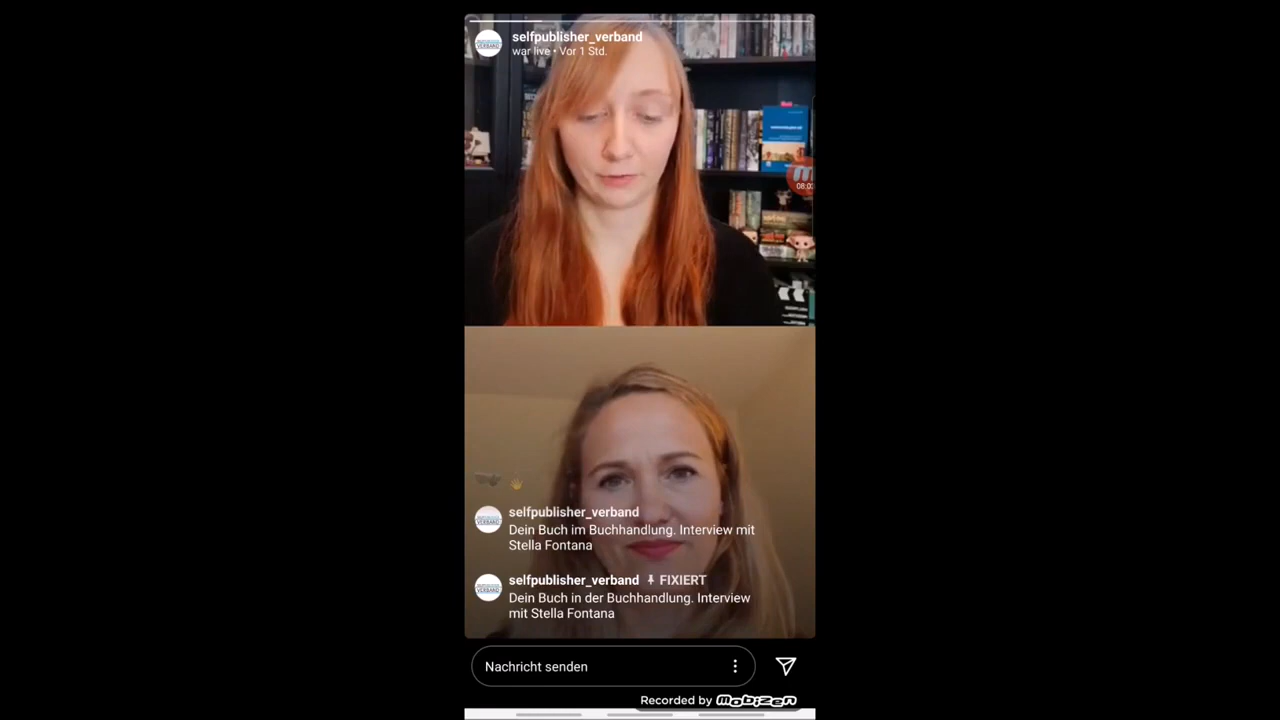 selfpublisher_verband
war live • Vor 1 Std.
selfpublisher_verband
Dein Buch im Buchhandlung. Interview mit
Stella Fontana
selfpublisher_verband FIXIERT
Dein Buch in der Buchhandlung. Interview
mit Stella Fontana
Nachricht senden
Recorded by mobizen